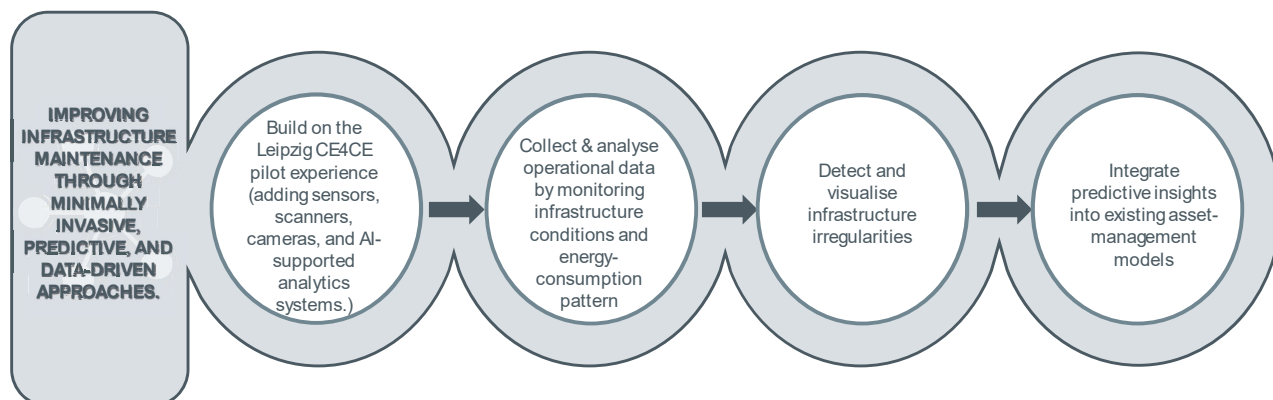 IMPROVING
INFRASTRUCTURE
MAINTENANCE
THROUGH
MINIMALLY
INVASIVE,
PREDICTIVE, AND
DATA-DRIVEN
APPROACHES.
Build on the
Leipzig CE4CE
pilot experience
(adding sensors,
scanners,
cameras, and AI-
supported
analytics
systems.)
Collect & analyse
operational data
by monitoring
infrastructure
conditions and
energy-
consumption
pattern
Detect and
visualise
infrastructure
irregularities
Integrate
predictive insights
into existing asset-
management
models